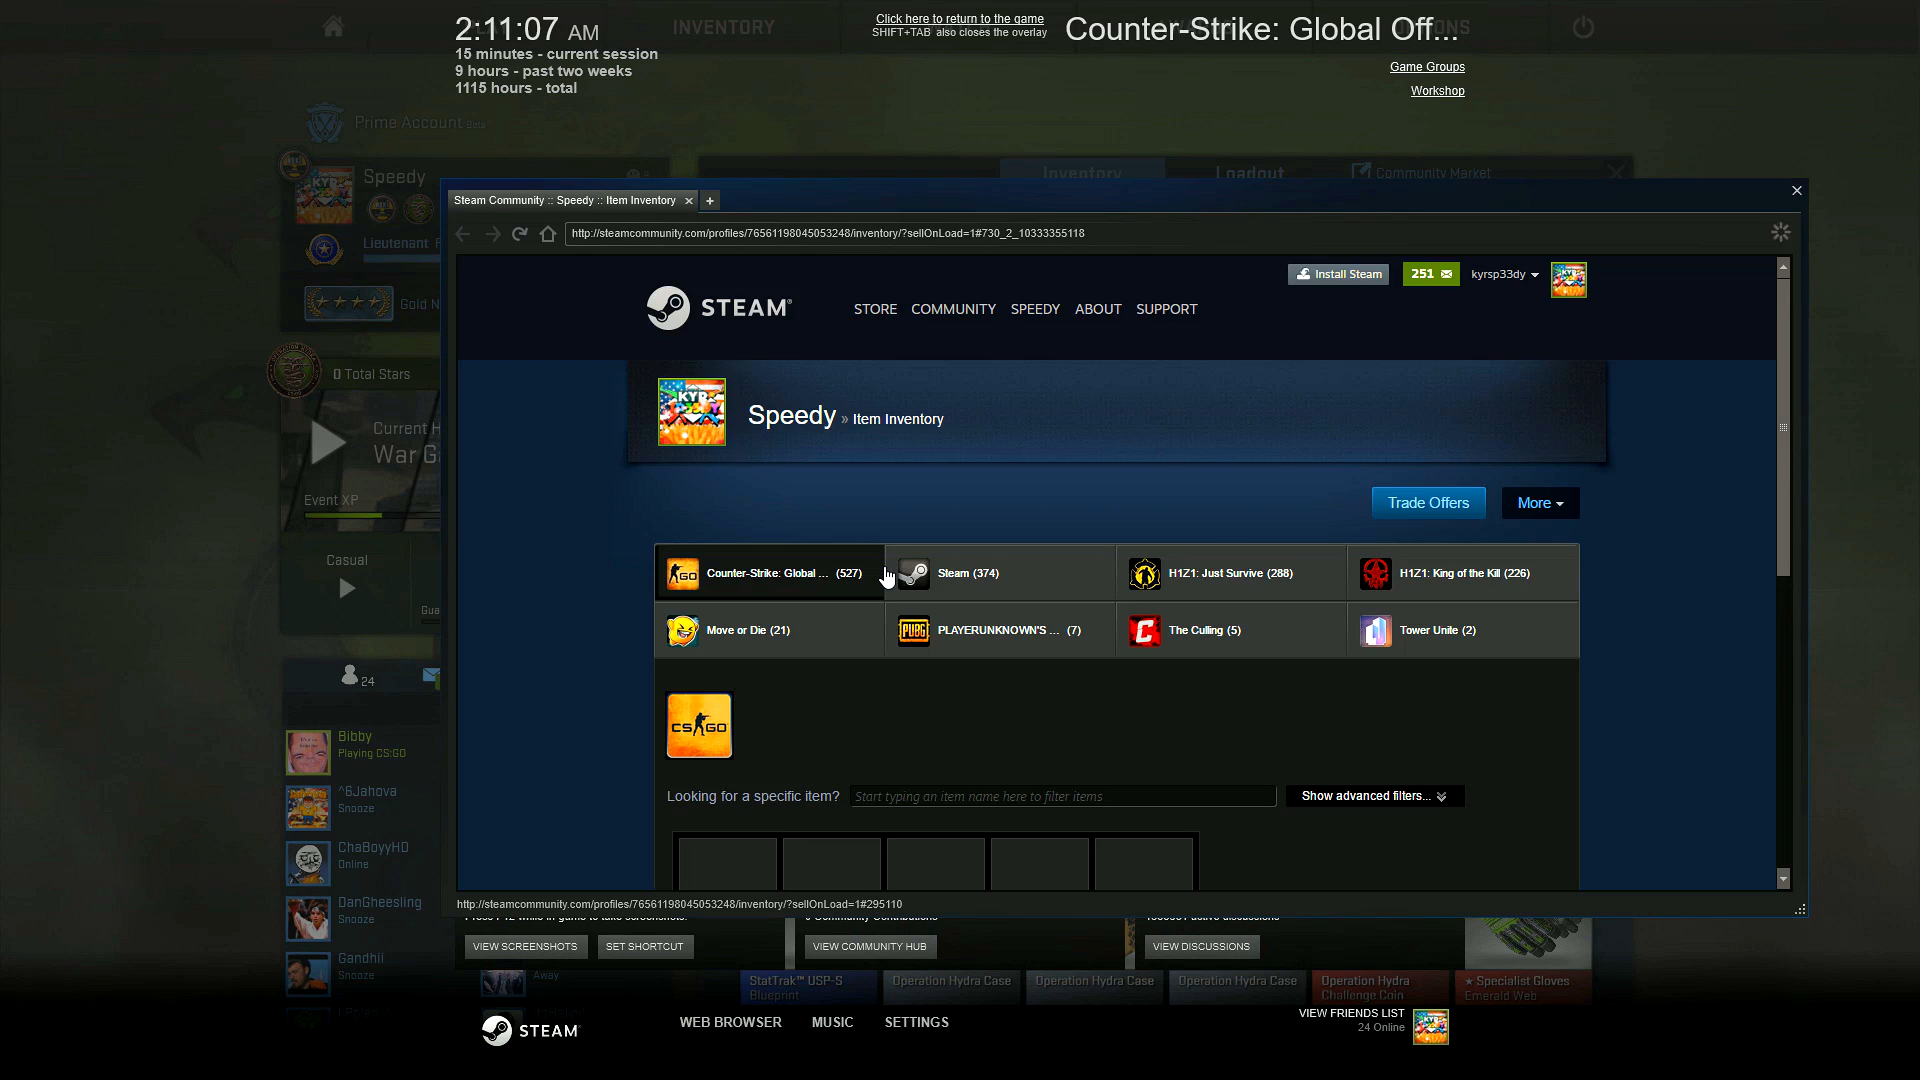 2:11:07 AM
15 minutes - current session
9 hours - past two weeks
1115 hours - total
INVENTORY
Click here to return to the game
SHIFT+TAB also closes the overlay
Counter-Strike: Global Off...
Game Groups
Workshop
Prime Account Beta
Speedy
Inventory
Loadout
Community Market
Lieutenant
Gold N
0 Total Stars
Current H
War Ga
Event XP
Casual
Gua
24
Bibby
Playing CS:GO
^6Jahova
Snooze
ChaBoyyHD
Online
DanGheesling
Snooze
Gandhii
Snooze
Steam Community :: Speedy :: Item Inventory
http://steamcommunity.com/profiles/76561198045053248/inventory/?sellOnLoad=1#730_2_10333355118
Install Steam
251
kyrsp33dy
STEAM
STORE COMMUNITY SPEEDY ABOUT SUPPORT
Speedy » Item Inventory
Trade Offers
More
Counter-Strike: Global ... (527)
Steam (374)
H1Z1: Just Survive (288)
H1Z1: King of the Kill (226)
Move or Die (21)
PLAYERUNKNOWN'S ... (7)
The Culling (5)
Tower Unite (2)
CS GO
Looking for a specific item?
Start typing an item name here to filter items
Show advanced filters...
http://steamcommunity.com/profiles/76561198045053248/inventory/?sellOnLoad=1#295110
VIEW SCREENSHOTS
SET SHORTCUT
VIEW COMMUNITY HUB
VIEW DISCUSSIONS
Away
StatTrak™ USP-S
Blueprint
Operation Hydra Case
Operation Hydra Case
Operation Hydra Case
Operation Hydra
Challenge Coin
★ Specialist Gloves
Emerald Web
STEAM
WEB BROWSER
MUSIC
SETTINGS
VIEW FRIENDS LIST
24 Online